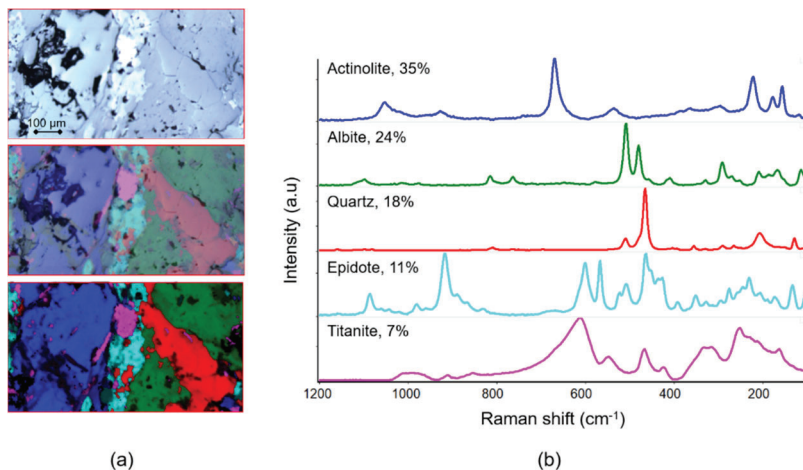 100 µm
(a)
Intensity (a.u)
Actinolite, 35%
Albite, 24%
Quartz, 18%
Epidote, 11%
Titanite, 7%
1200 1000 800 600 400 200
Raman shift (cm⁻¹)
(b)